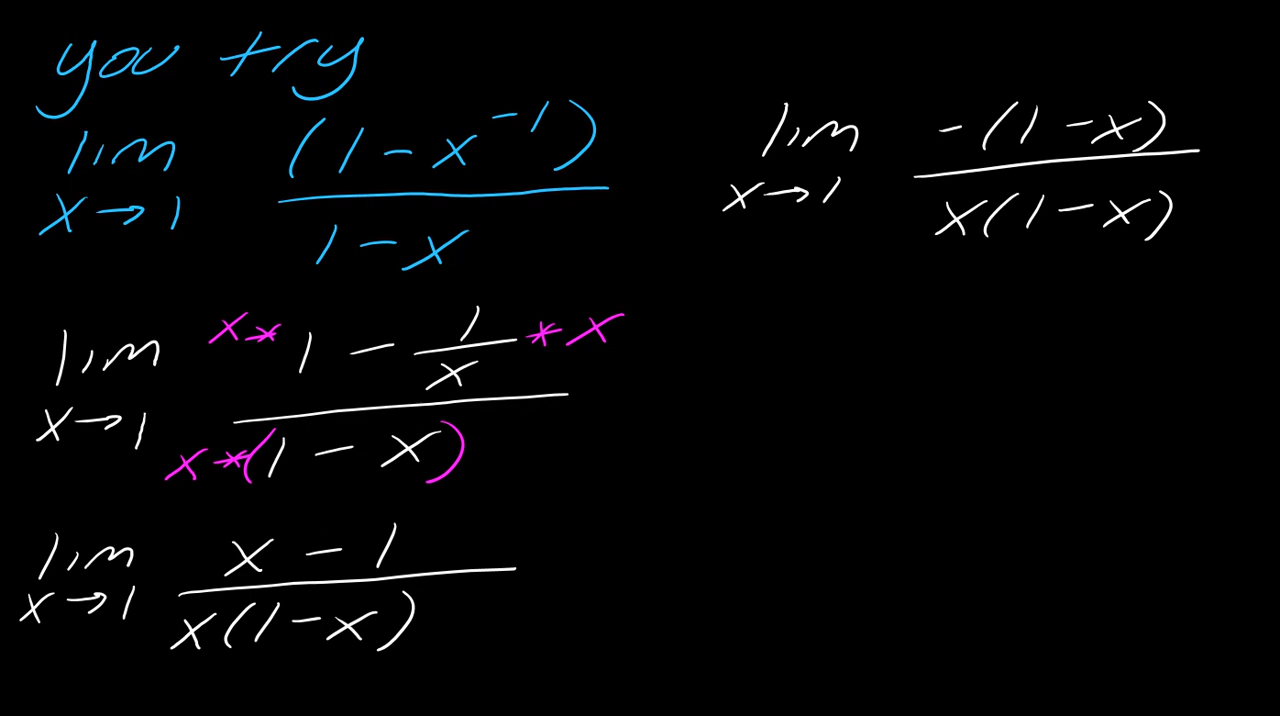 you try
lim x→1 (1 - x^-1) / 1 - x
lim x→1 x* 1 - 1/x * x / x*(1 - x)
lim x→1 x - 1 / x(1 - x)
lim x→1 -(1 - x) / x(1 - x)